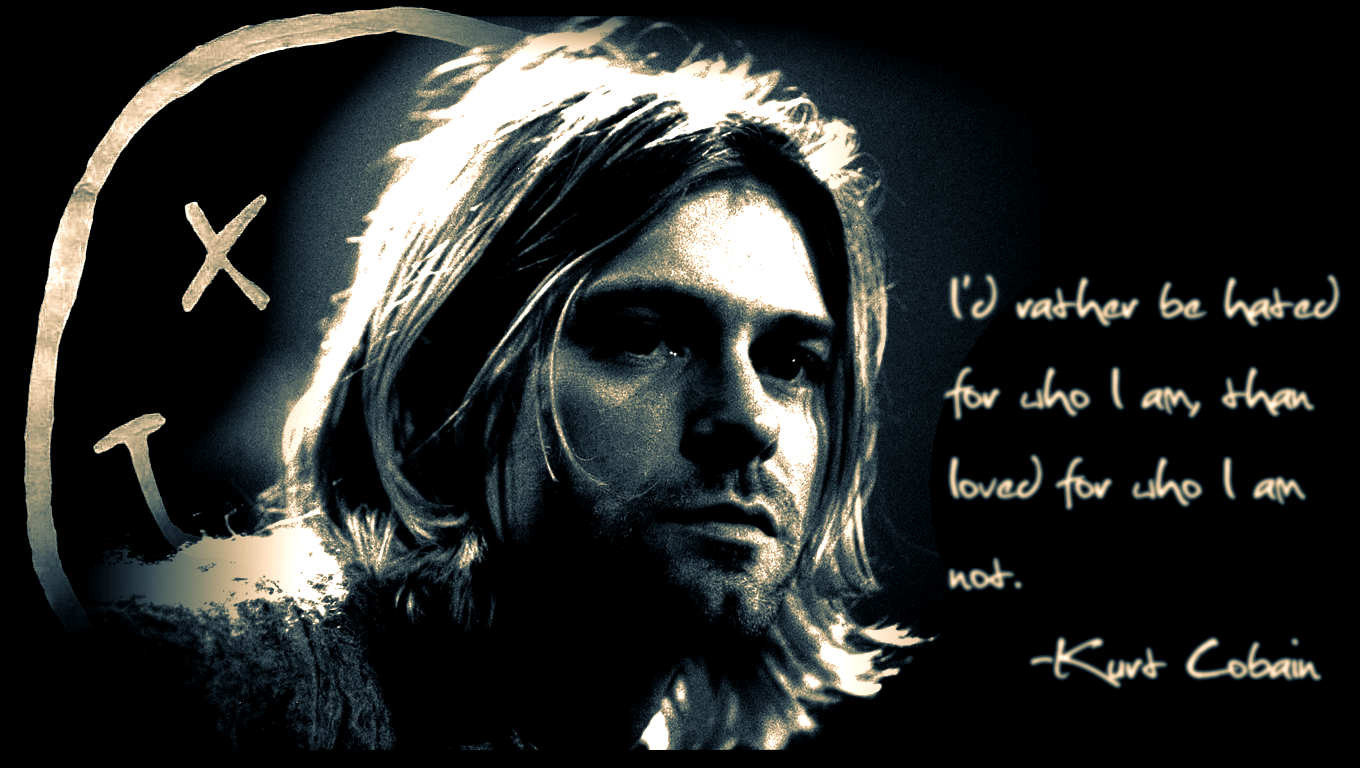 I'd rather be hated
for who I am, than
loved for who I am
not.
-Kurt Cobain